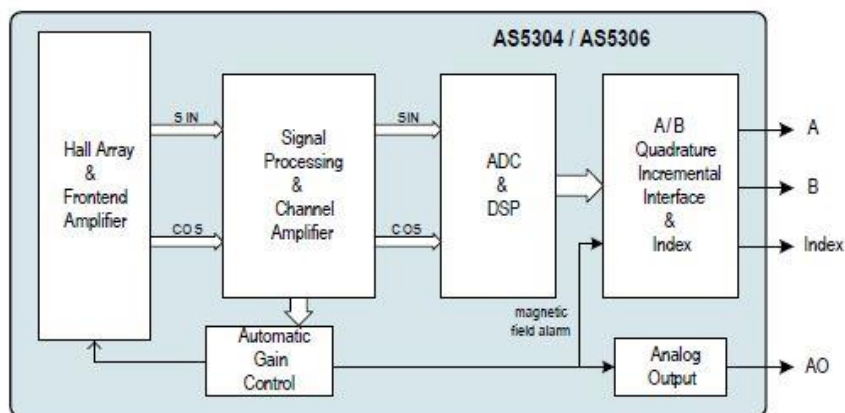 AS5304 / AS5306
Hall Array
&
Frontend
Amplifier
SIN
COS
Signal
Processing
&
Channel
Amplifier
SIN
COS
ADC
&
DSP
A/B
Quadrature
Incremental
Interface
&
Index
A
B
Index
magnetic
field alarm
Automatic
Gain
Control
Analog
Output
AO